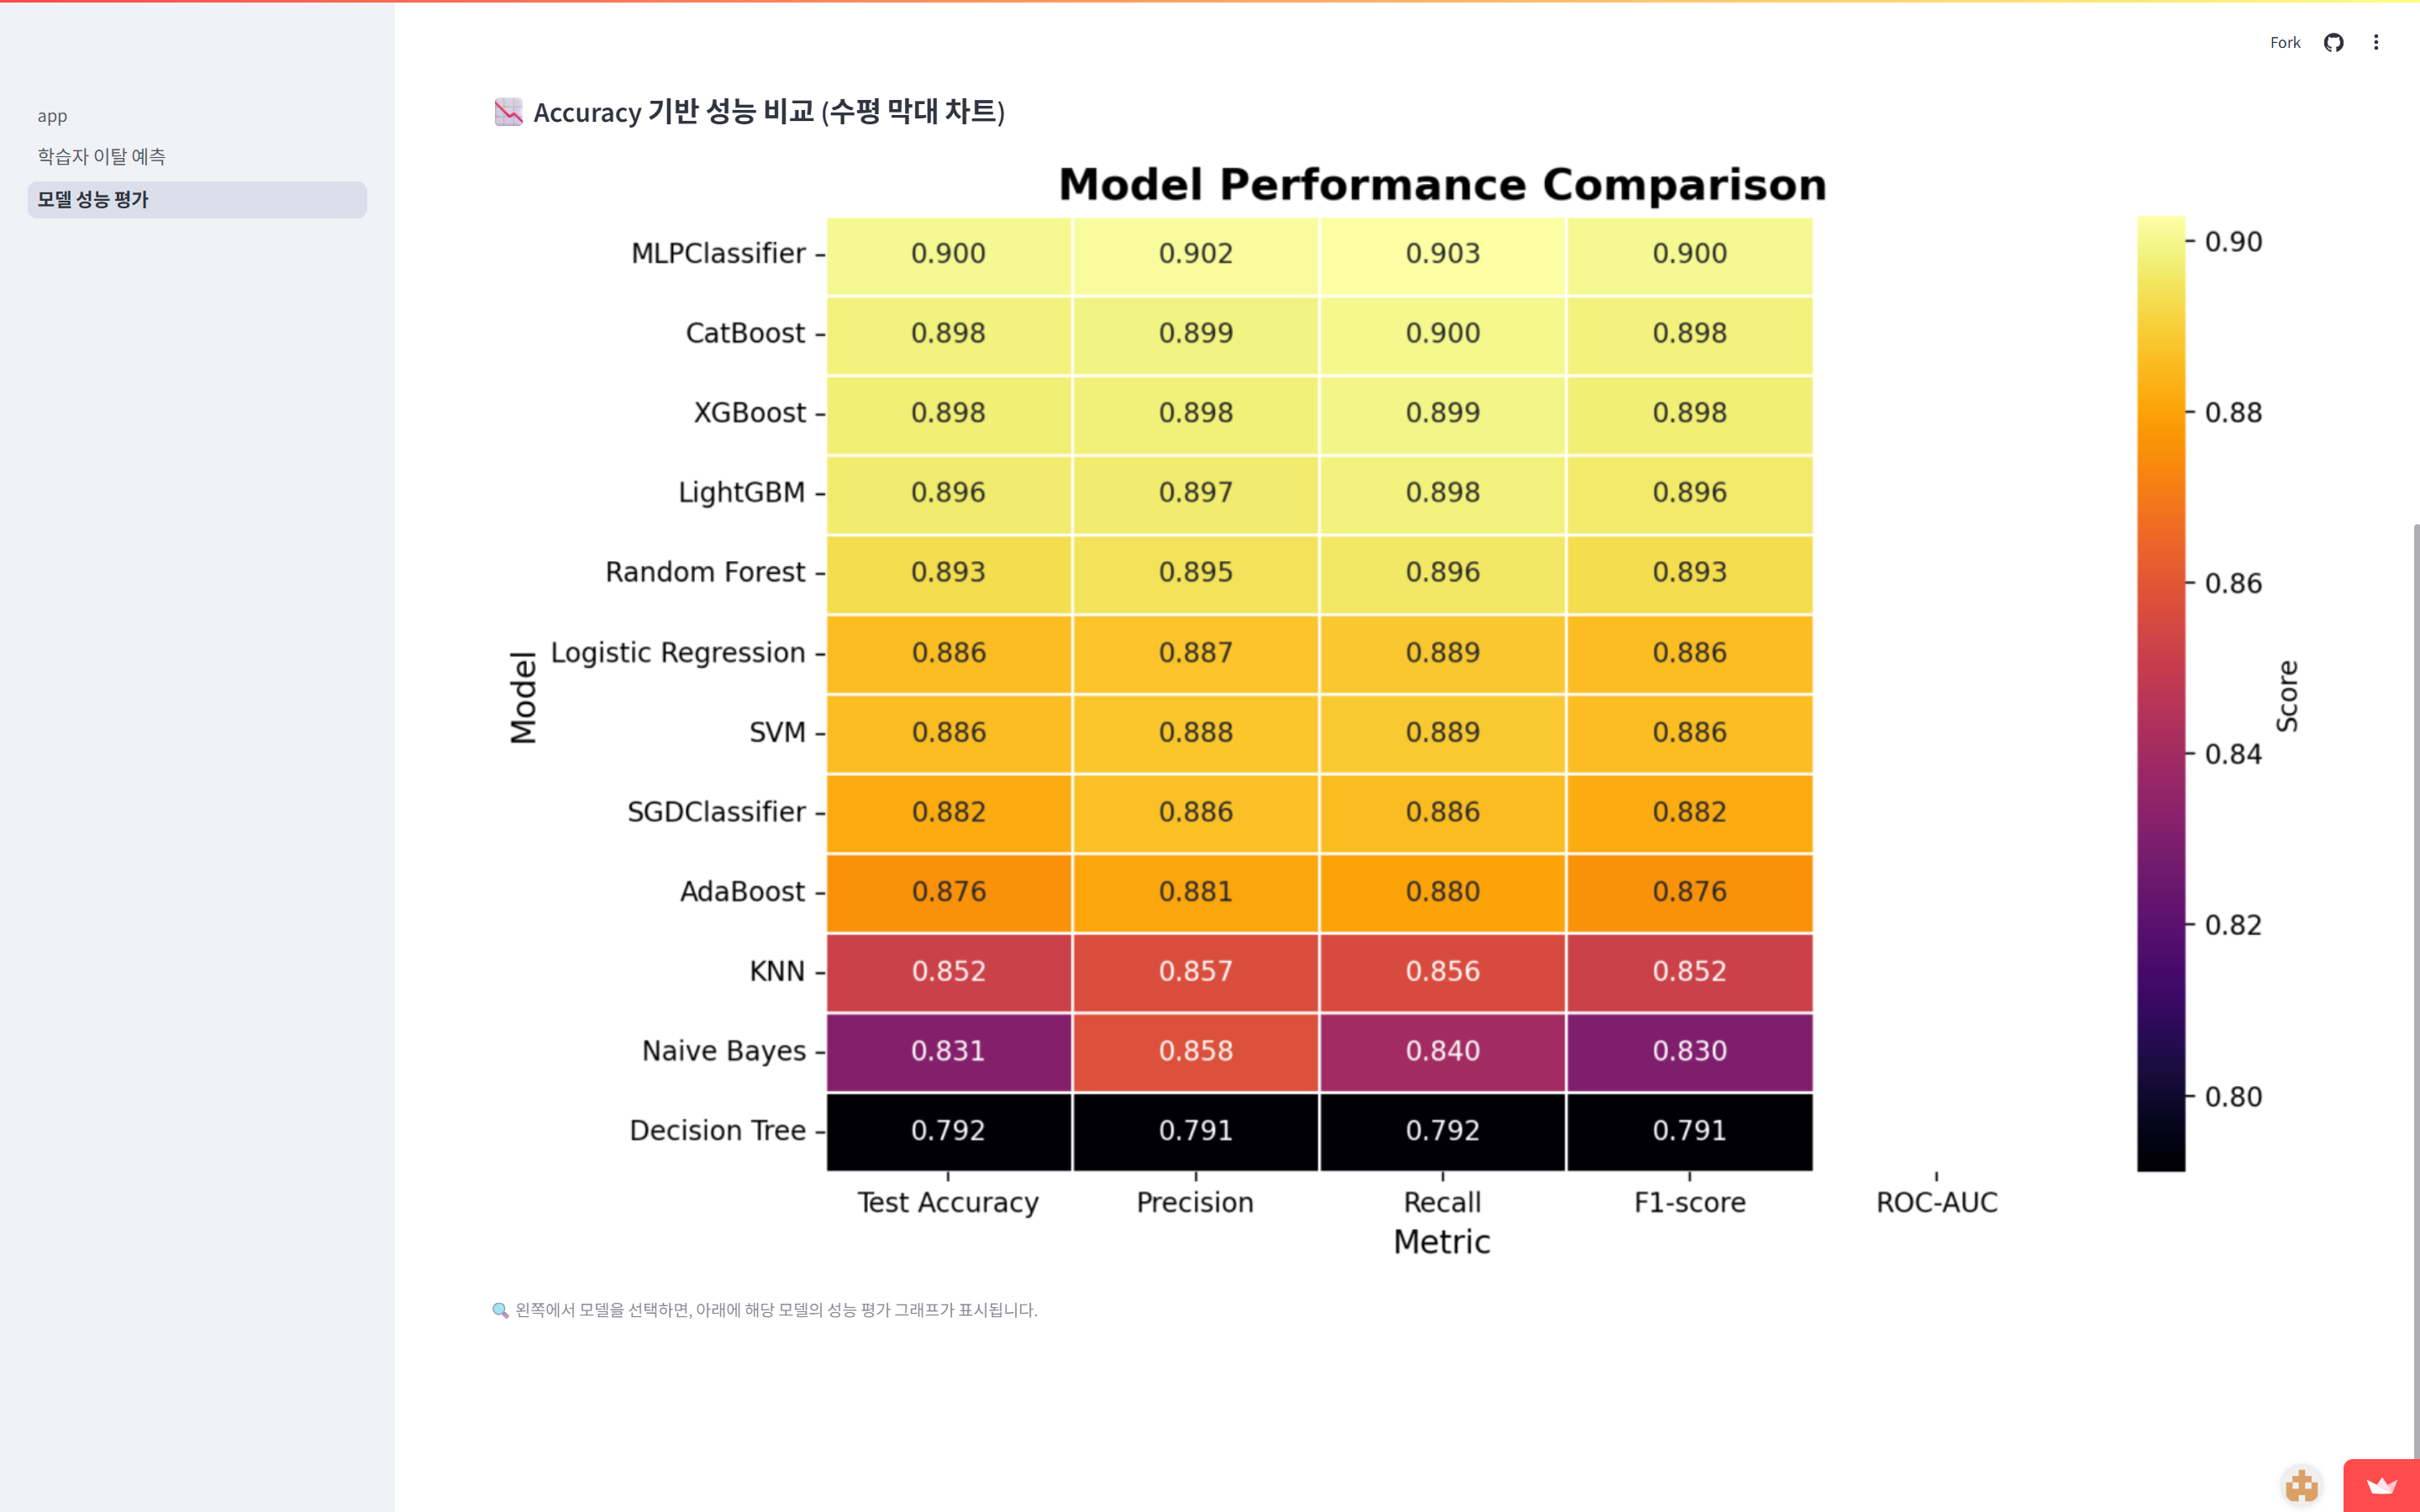 Fork
app
학습자 이탈 예측
모델 성능 평가
Accuracy 기반 성능 비교 (수평 막대 차트)
Model Performance Comparison
MLPClassifier 0.900 0.902 0.903 0.900
CatBoost 0.898 0.899 0.900 0.898
XGBoost 0.898 0.898 0.899 0.898
LightGBM 0.896 0.897 0.898 0.896
Random Forest 0.893 0.895 0.896 0.893
Logistic Regression 0.886 0.887 0.889 0.886
SVM 0.886 0.888 0.889 0.886
SGDClassifier 0.882 0.886 0.886 0.882
AdaBoost 0.876 0.881 0.880 0.876
KNN 0.852 0.857 0.856 0.852
Naive Bayes 0.831 0.858 0.840 0.830
Decision Tree 0.792 0.791 0.792 0.791
Model
Test Accuracy Precision Recall F1-score ROC-AUC
Metric
0.90
0.88
0.86
0.84
0.82
0.80
Score
왼쪽에서 모델을 선택하면, 아래에 해당 모델의 성능 평가 그래프가 표시됩니다.